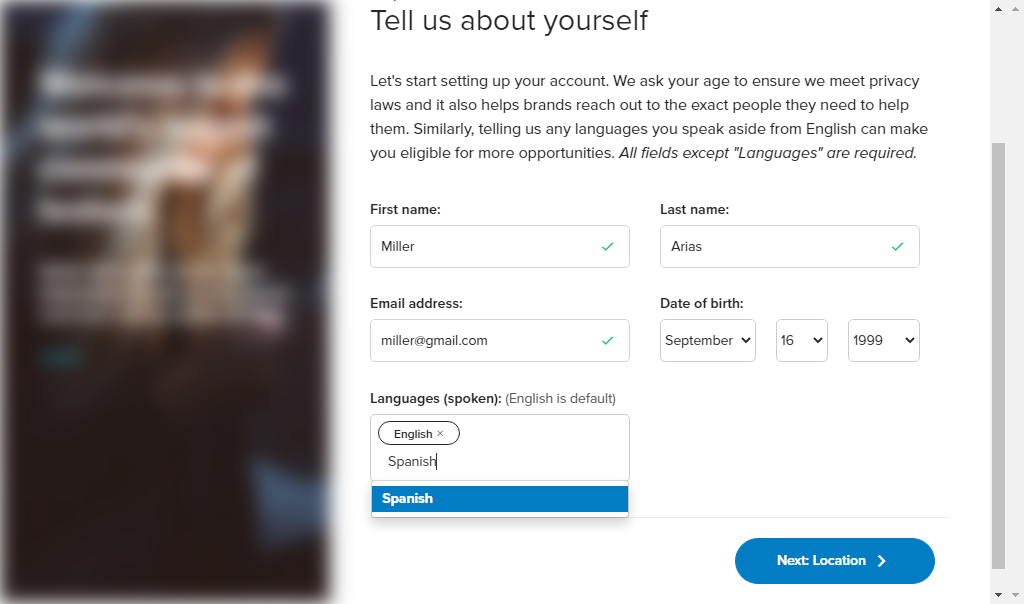 Tell us about yourself
Let's start setting up your account. We ask your age to ensure we meet privacy
laws and it also helps brands reach out to the exact people they need to help
them. Similarly, telling us any languages you speak aside from English can make
you eligible for more opportunities. All fields except "Languages" are required.
First name:
Last name:
Miller
Arias
Email address:
Date of birth:
miller@gmail.com
September
16
1999
Languages (spoken): (English is default)
English ×
Spanish
Spanish
Next: Location